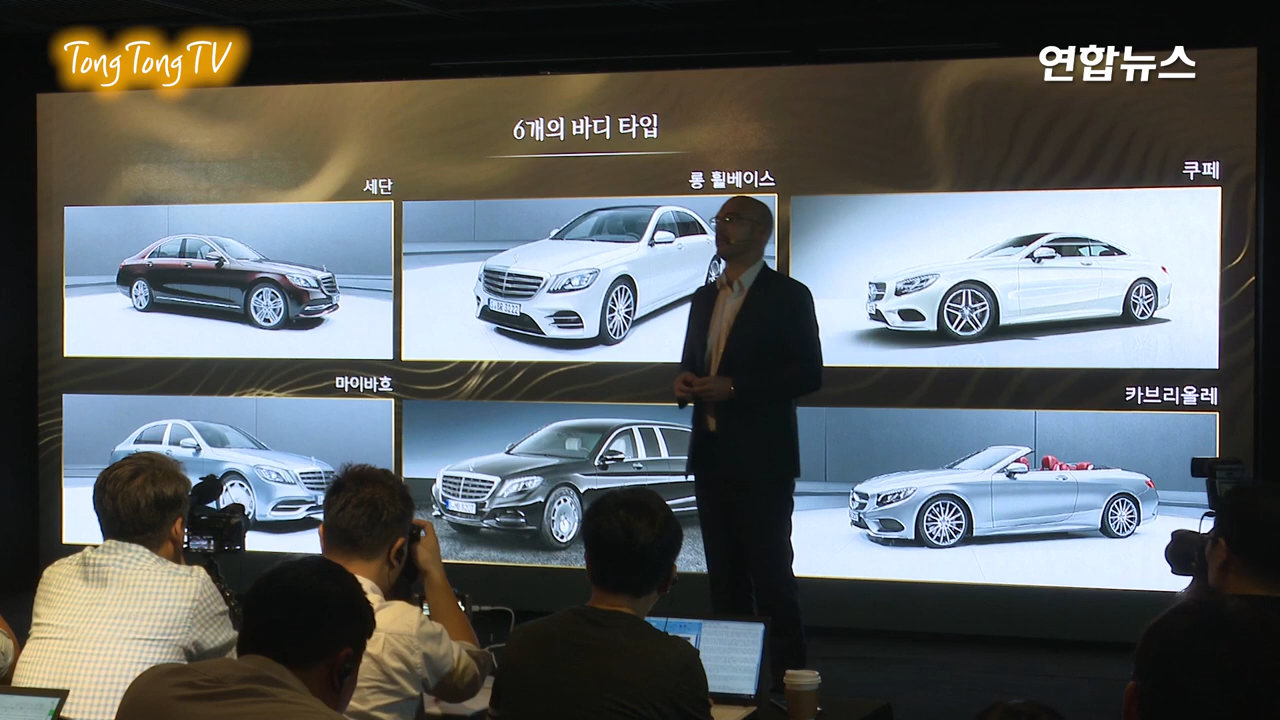 Tong Tong TV
연합뉴스
6개의 바디 타입
세단
롱 휠베이스
쿠페
마이바흐
카브리올레